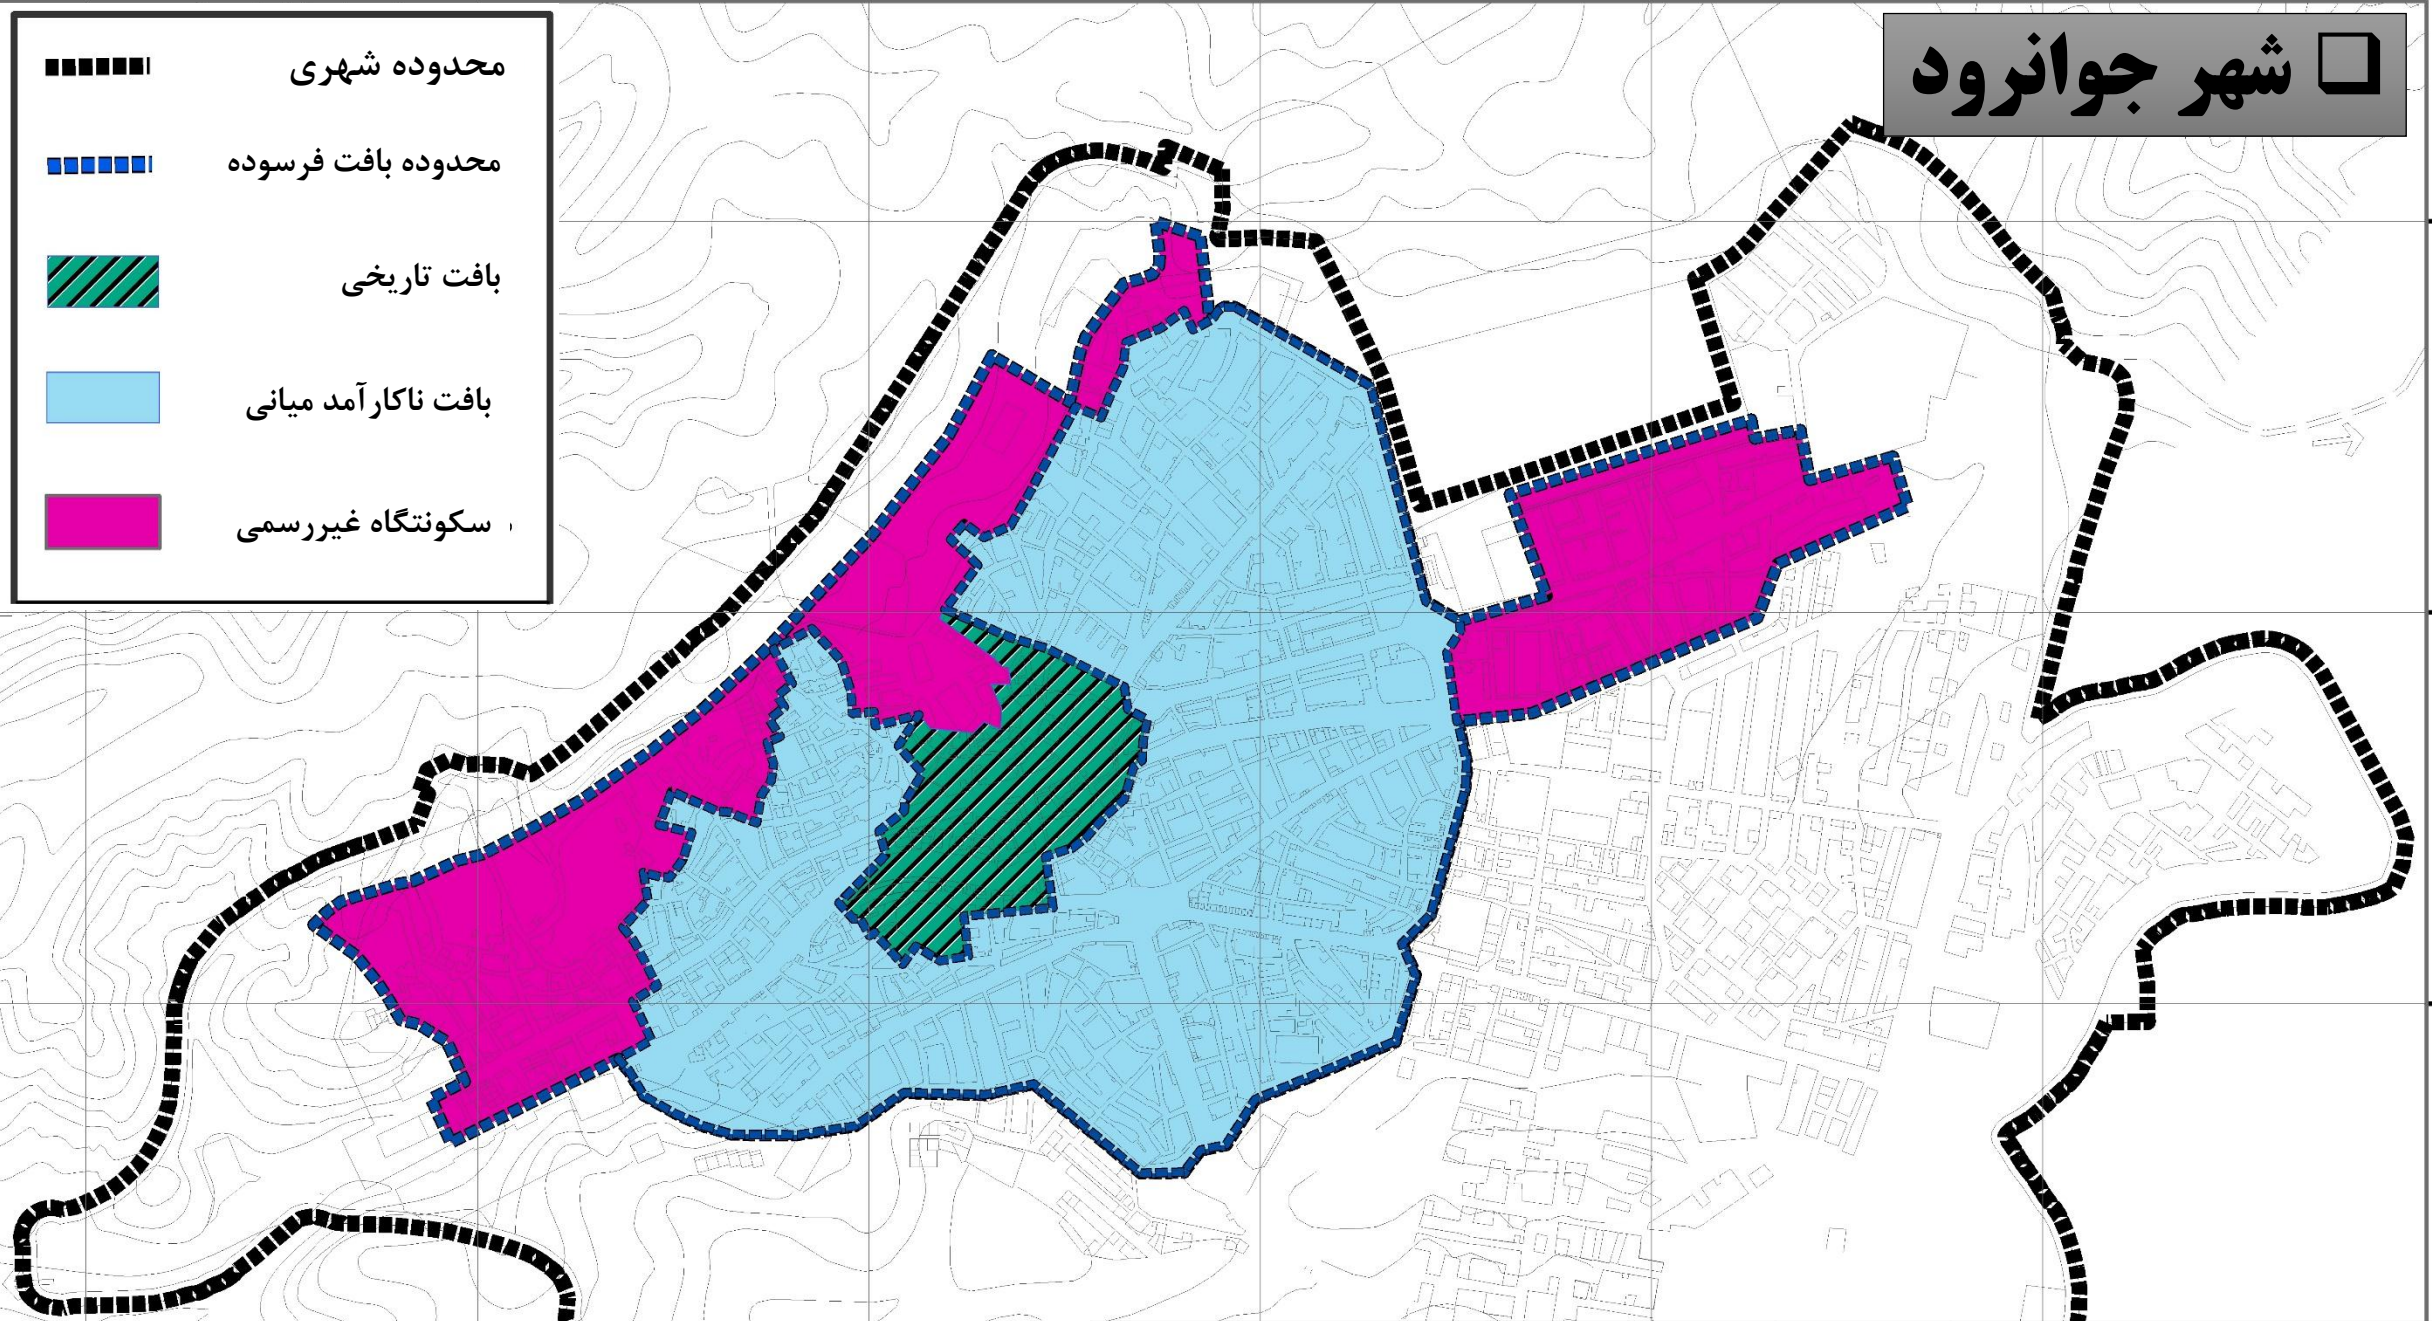 شهر جوانرود
محدوده شهری
محدوده بافت فرسوده
بافت تاریخی
بافت ناکارآمد میانی
سکونتگاه غیررسمی